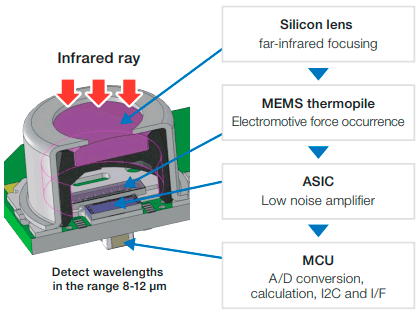 Infrared ray
Silicon lens
far-infrared focusing
MEMS thermopile
Electromotive force occurrence
ASIC
Low noise amplifier
MCU
A/D conversion,
calculation, I2C and I/F
Detect wavelengths
in the range 8-12 µm